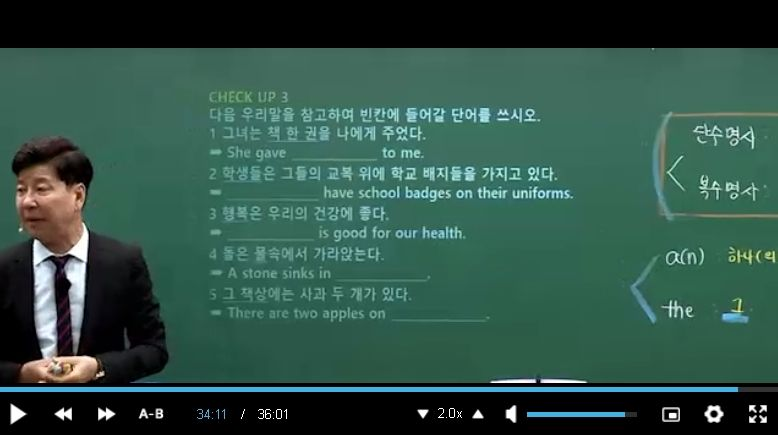 CHECK UP 3
다음 우리말을 참고하여 빈칸에 들어갈 단어를 쓰시오.
1 그녀는 책 한 권을 나에게 주었다.
➡ She gave ____________ to me.
2 학생들은 그들의 교복 위에 학교 배지들을 가지고 있다.
➡ ____________ have school badges on their uniforms.
3 행복은 우리의 건강에 좋다.
➡ ____________ is good for our health.
4 돌은 물속에서 가라앉는다.
➡ A stone sinks in ____________.
5 그 책상에는 사과 두 개가 있다.
➡ There are two apples on ____________.
단수명사
복수명사
a(n) 하나(의
the 그
A-B 34:11 / 36:01 ▼ 2.0x ▲